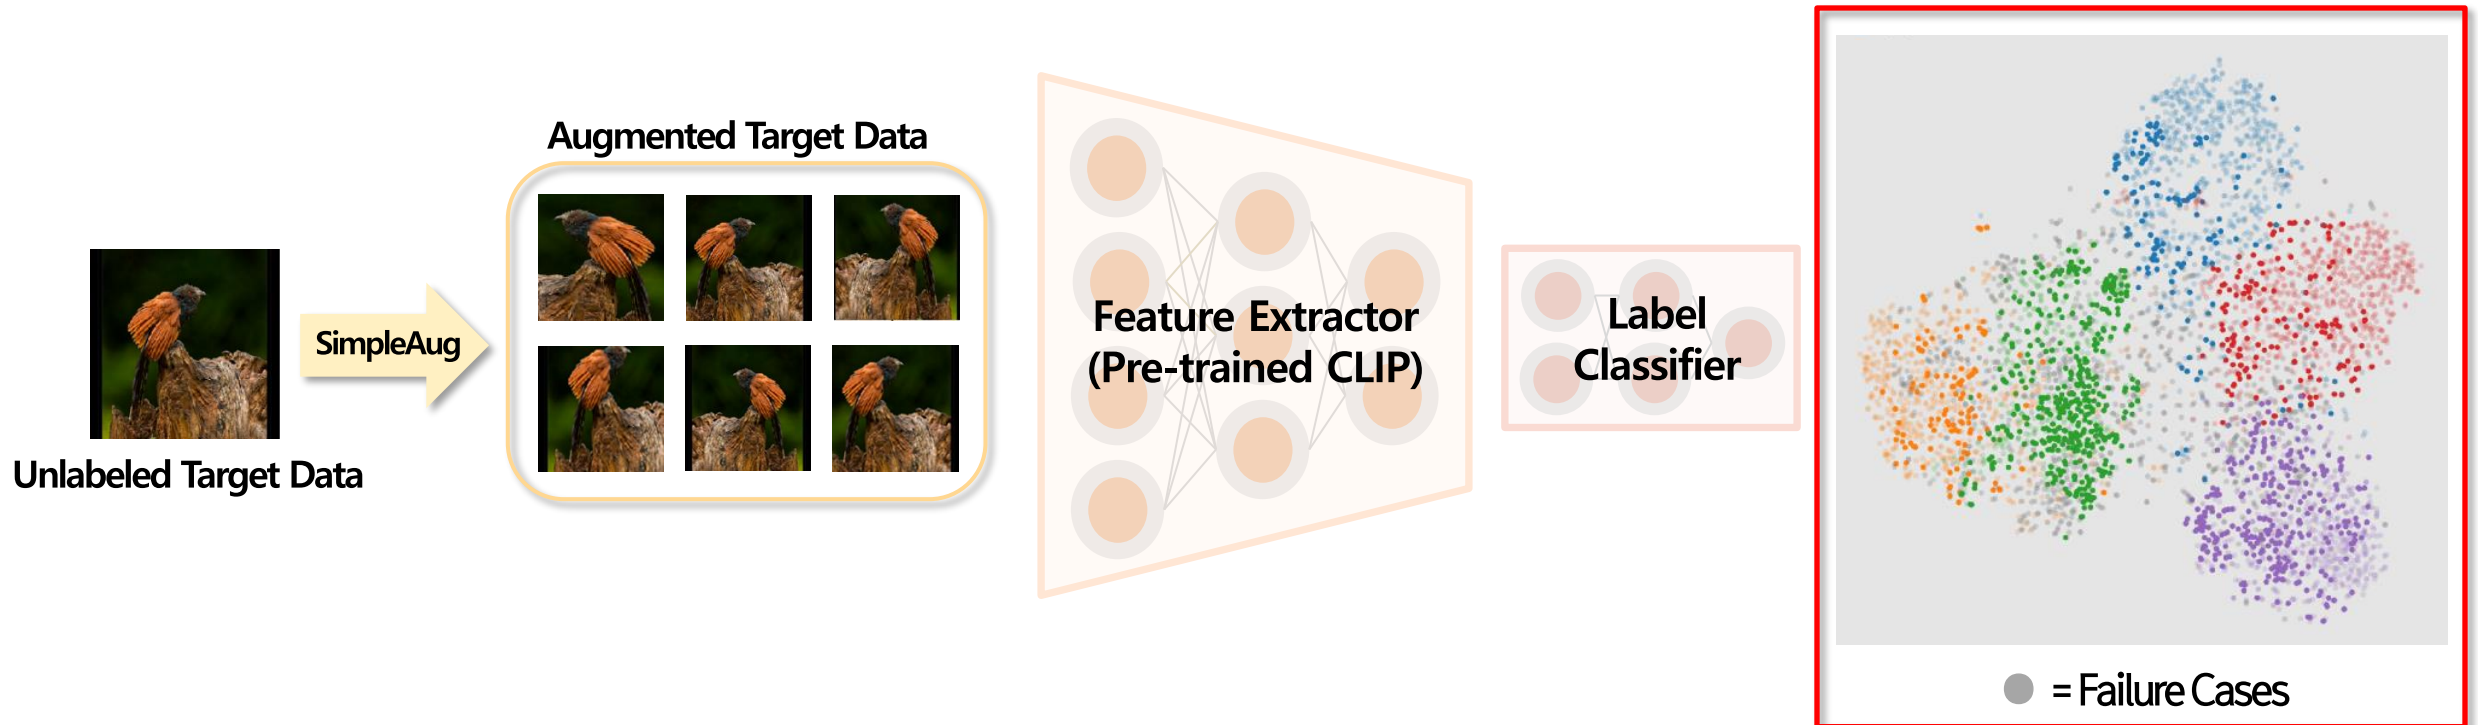 Unlabeled Target Data
SimpleAug
Augmented Target Data
Feature Extractor
(Pre-trained CLIP)
Label
Classifier
= Failure Cases